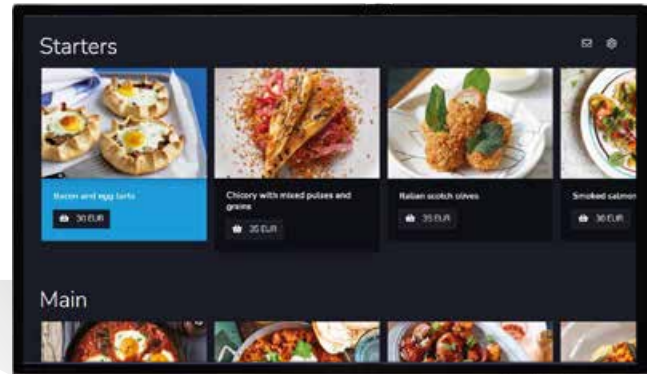 Starters
Bacon and egg tarts
30 EUR
Chicory with mixed pulses and
grains
35 EUR
Italian scotch olives
35 EUR
Smoked salmon
30 EUR
Main